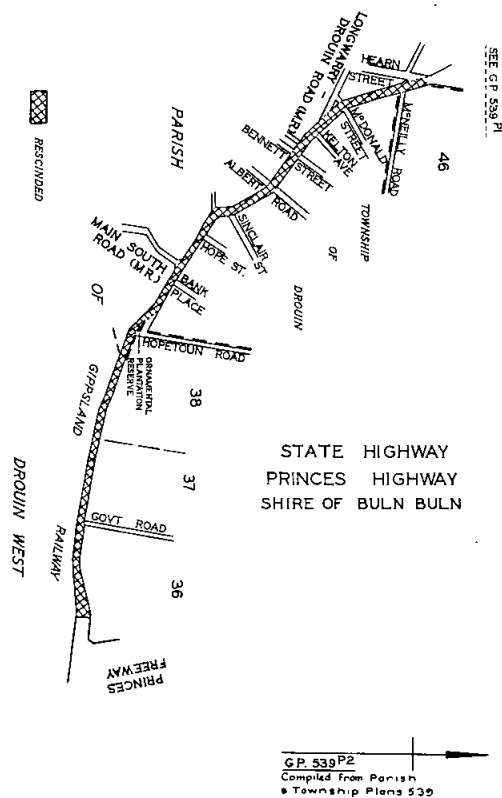 SEE G.P. 539 P1
HEARN
STREET
LONGWARRY
DROUIN ROAD (M.R.)
McNEILLY
ROAD
46
McDONALD
STREET
KELTON
AVE
BENNETT
STREET
ALBERT
ROAD
PARISH
TOWNSHIP
OF
DROUIN
SINCLAIR
ST
HOPE ST.
RESCINDED
MAIN SOUTH
ROAD (M.R.)
BANK
PLACE
OF
HOPETOUN ROAD
ORNAMENTAL
PLANTATION
RESERVE
38
GIPPSLAND
RAILWAY
37
GOVT ROAD
36
DROUIN WEST
PRINCES
FREEWAY
STATE HIGHWAY
PRINCES HIGHWAY
SHIRE OF BULN BULN
G.P. 539 P2
Compiled from Parish
& Township Plans 539